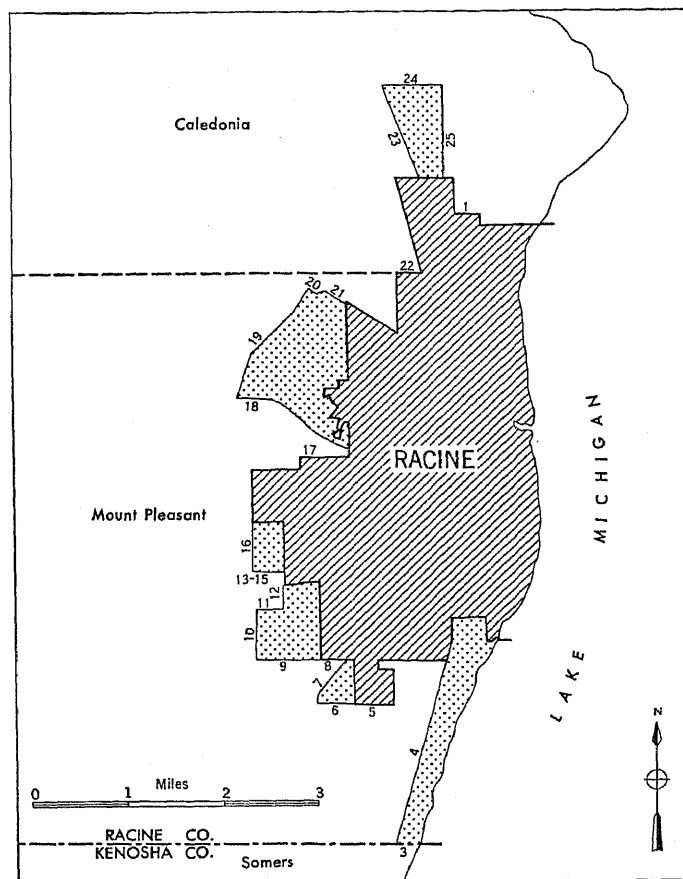 24
Caledonia
23
25
1
22
20
21
19
18
17
RACINE
MICHIGAN
LAKE
Mount Pleasant
16
13-15
12
11
10
9
8
7
6
5
4
N
Miles
0 1 2 3
RACINE CO.
KENOSHA CO.
3
Somers